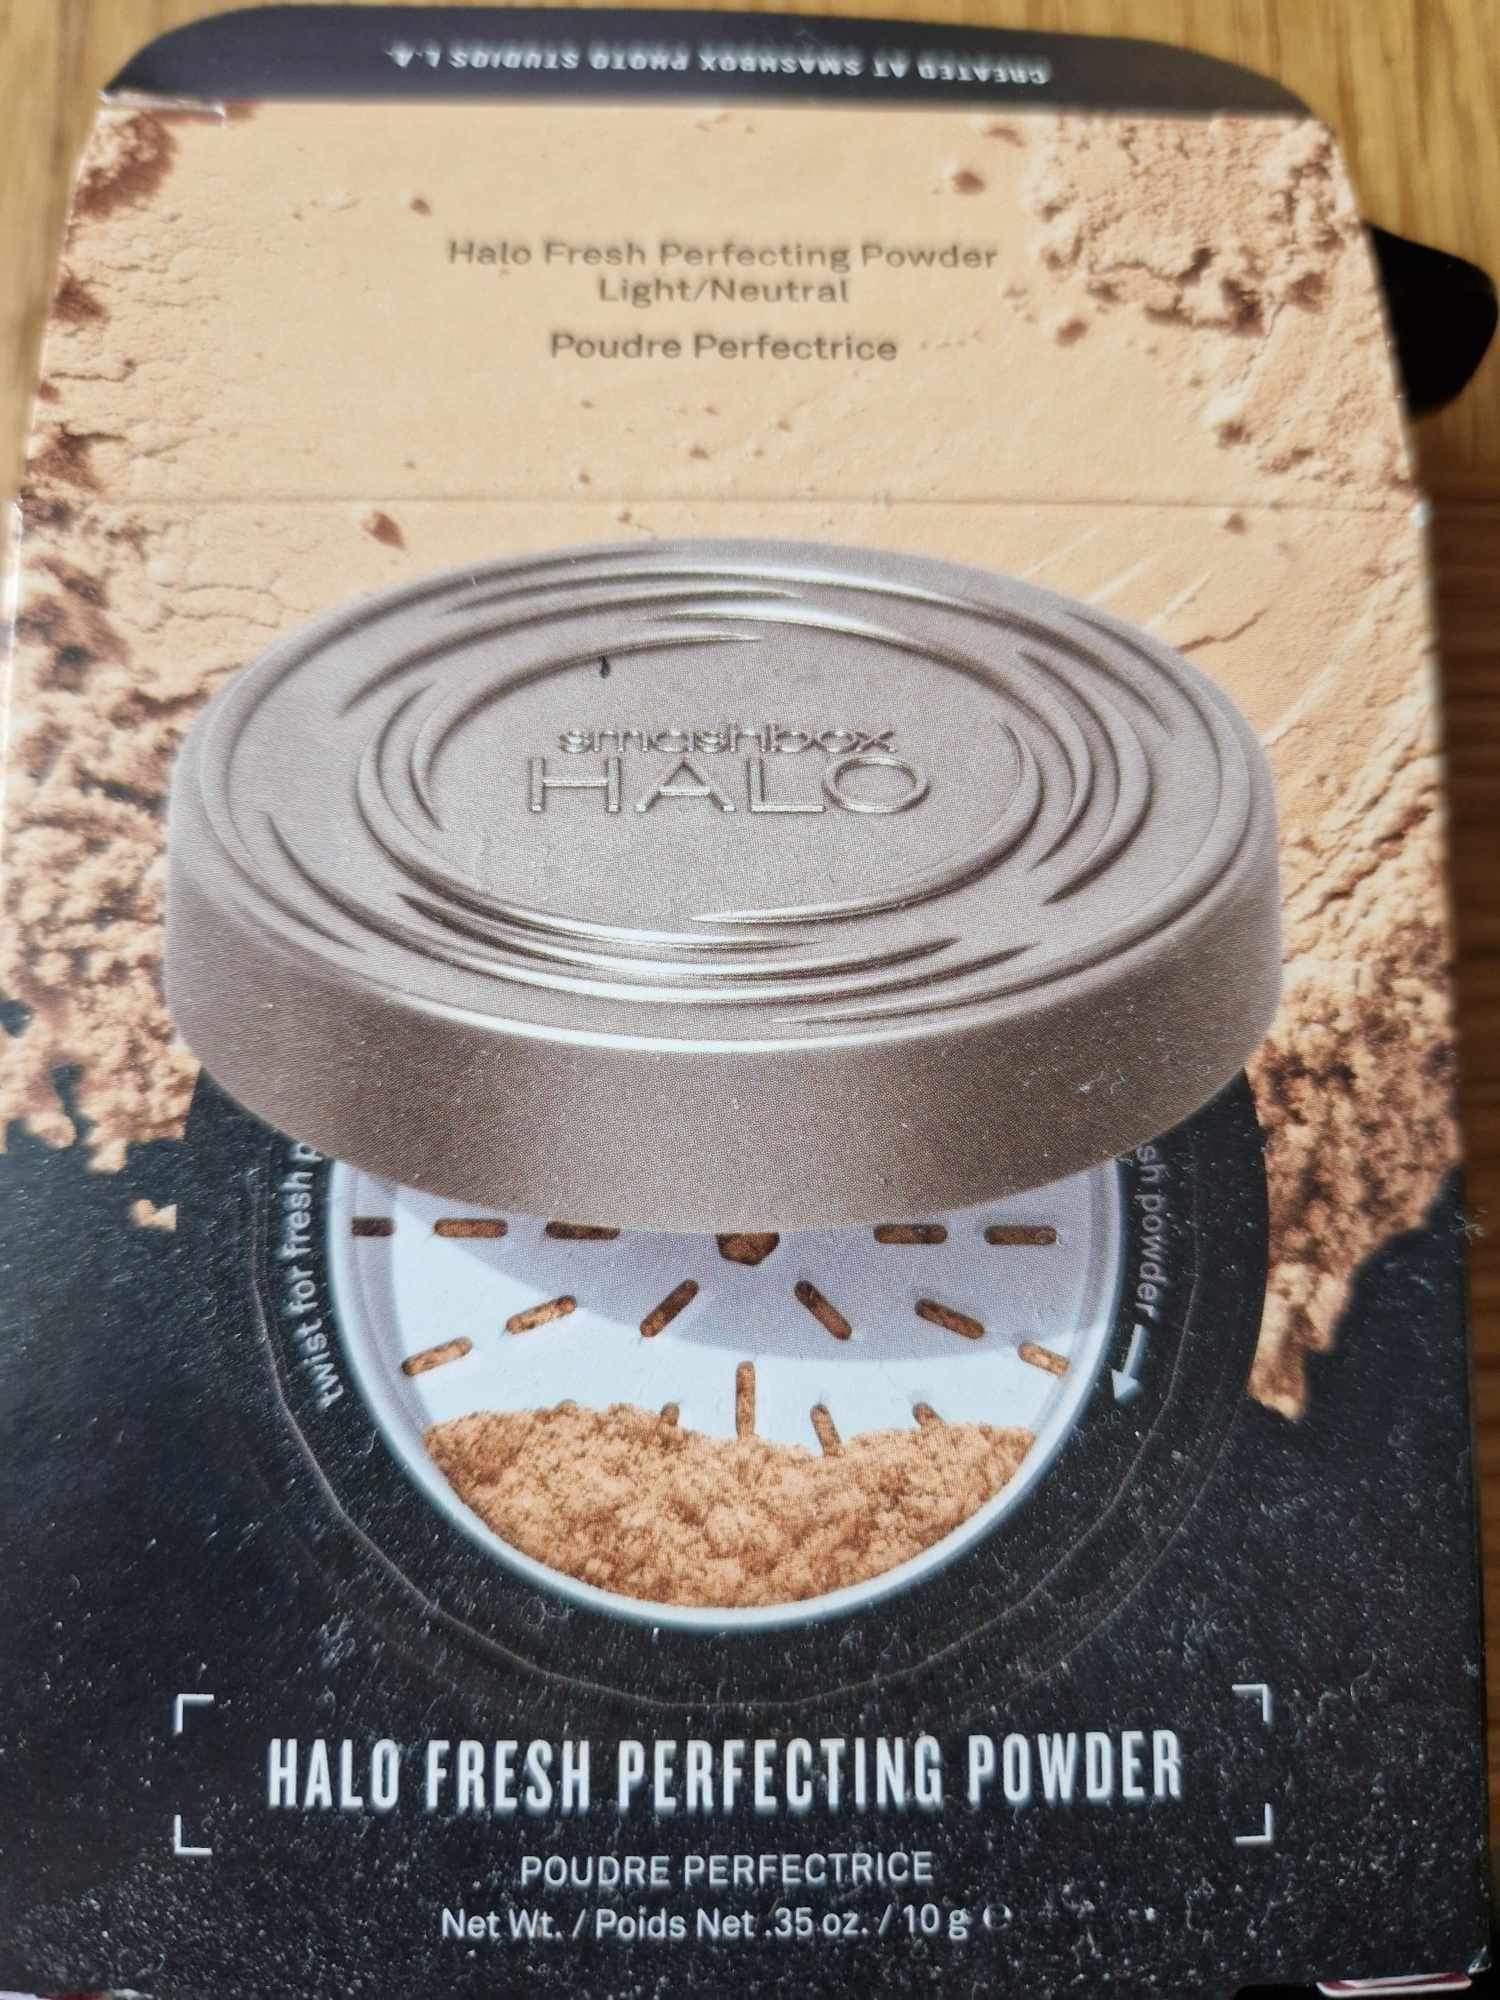 CREATED AT SMASHBOX PHOTO STUDIOS L.A.
Halo Fresh Perfecting Powder
Light/Neutral
Poudre Perfectrice
smashbox
HALO
twist for fresh p
sh powder
HALO FRESH PERFECTING POWDER
POUDRE PERFECTRICE
Net Wt. / Poids Net .35 oz. / 10 g ℮